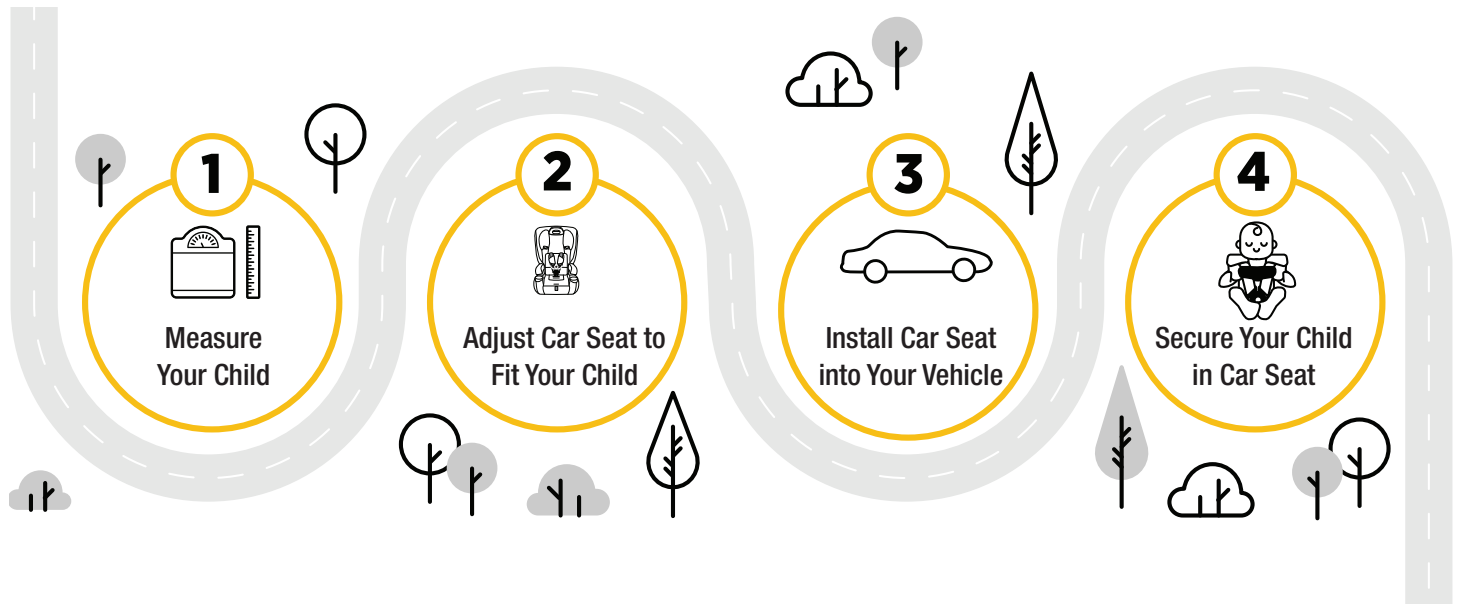 1
Measure
Your Child
2
Adjust Car Seat to
Fit Your Child
3
Install Car Seat
into Your Vehicle
4
Secure Your Child
in Car Seat